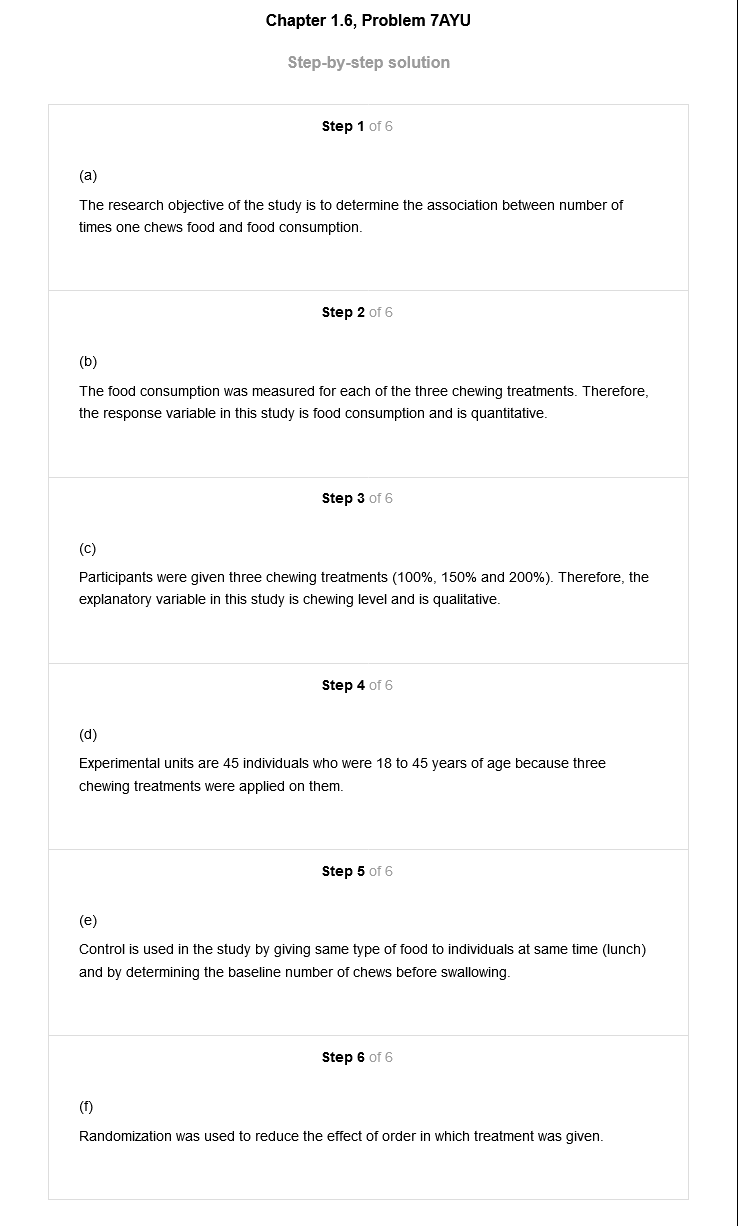 Chapter 1.6, Problem 7AYU
Step-by-step solution
Step 1 of 6
(a)
The research objective of the study is to determine the association between number of
times one chews food and food consumption.
Step 2 of 6
(b)
The food consumption was measured for each of the three chewing treatments. Therefore,
the response variable in this study is food consumption and is quantitative.
Step 3 of 6
(c)
Participants were given three chewing treatments (100%, 150% and 200%). Therefore, the
explanatory variable in this study is chewing level and is qualitative.
Step 4 of 6
(d)
Experimental units are 45 individuals who were 18 to 45 years of age because three
chewing treatments were applied on them.
Step 5 of 6
(e)
Control is used in the study by giving same type of food to individuals at same time (lunch)
and by determining the baseline number of chews before swallowing.
Step 6 of 6
(f)
Randomization was used to reduce the effect of order in which treatment was given.